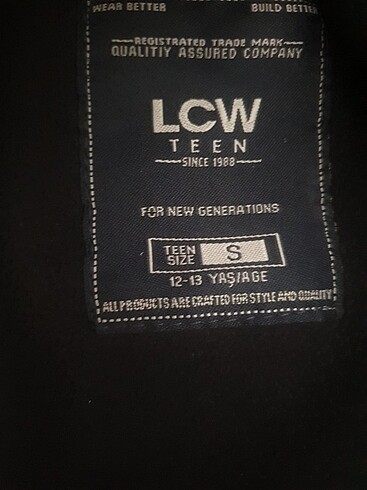 WEAR BETTER BUILD BETTE
REGISTRATED TRADE MARK
QUALITIY ASSURED COMPANY
LCW
TEEN
SINCE 1988
FOR NEW GENERATIONS
TEEN SIZE S
12-13 YAŞ/AGE
ALL PRODUCTS ARE CRAFTED FOR STYLE AND QUALITY